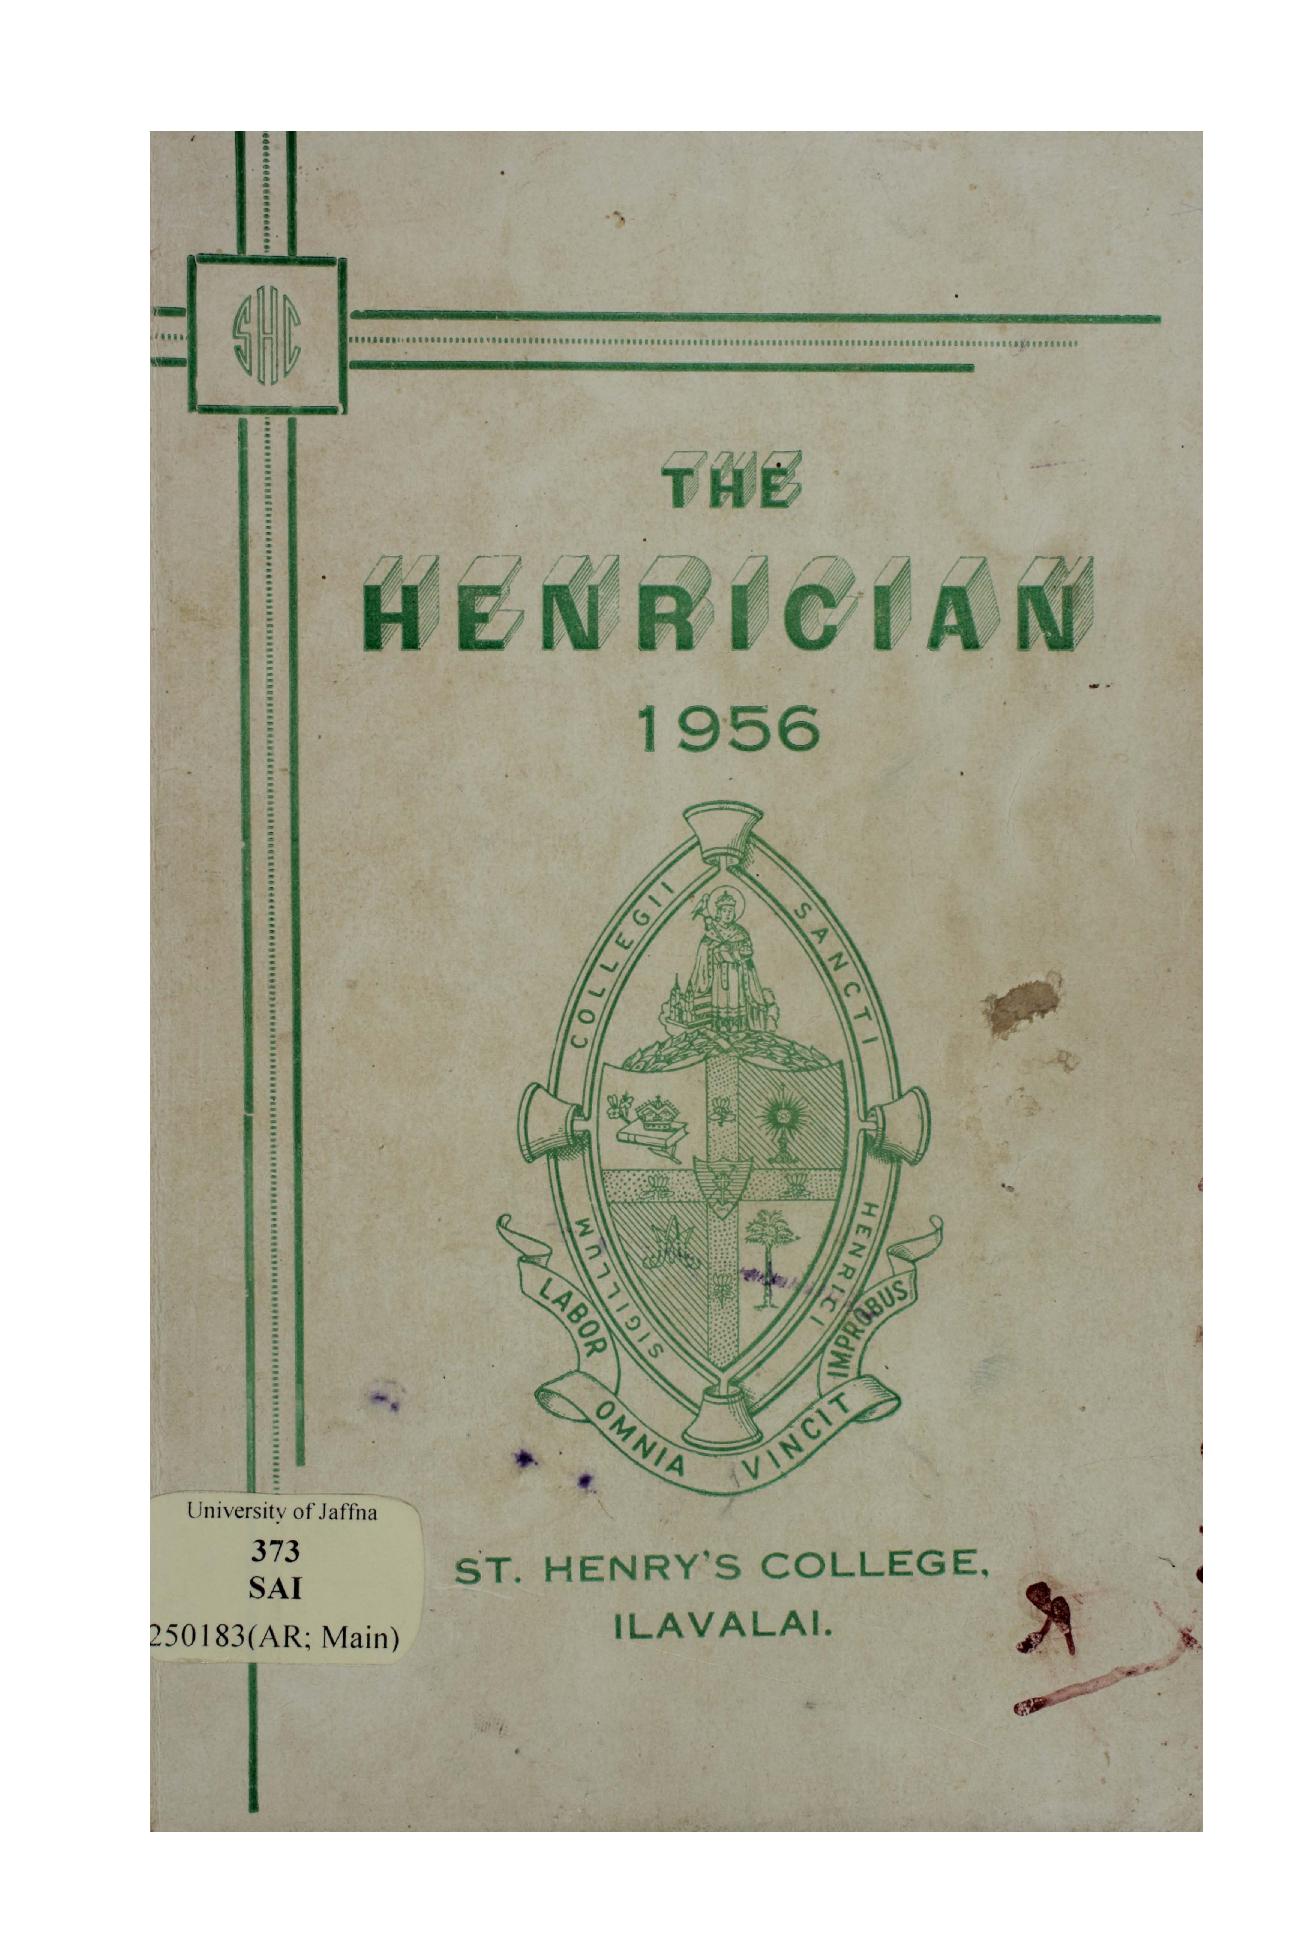 SHC
THE
HENRICIAN
1956
SIGILLUM COLLEGII SANCTI HENRICI
LABOR OMNIA VINCIT IMPROBUS
University of Jaffna
373
SAI
250183(AR; Main)
ST. HENRY'S COLLEGE,
ILAVALAI.